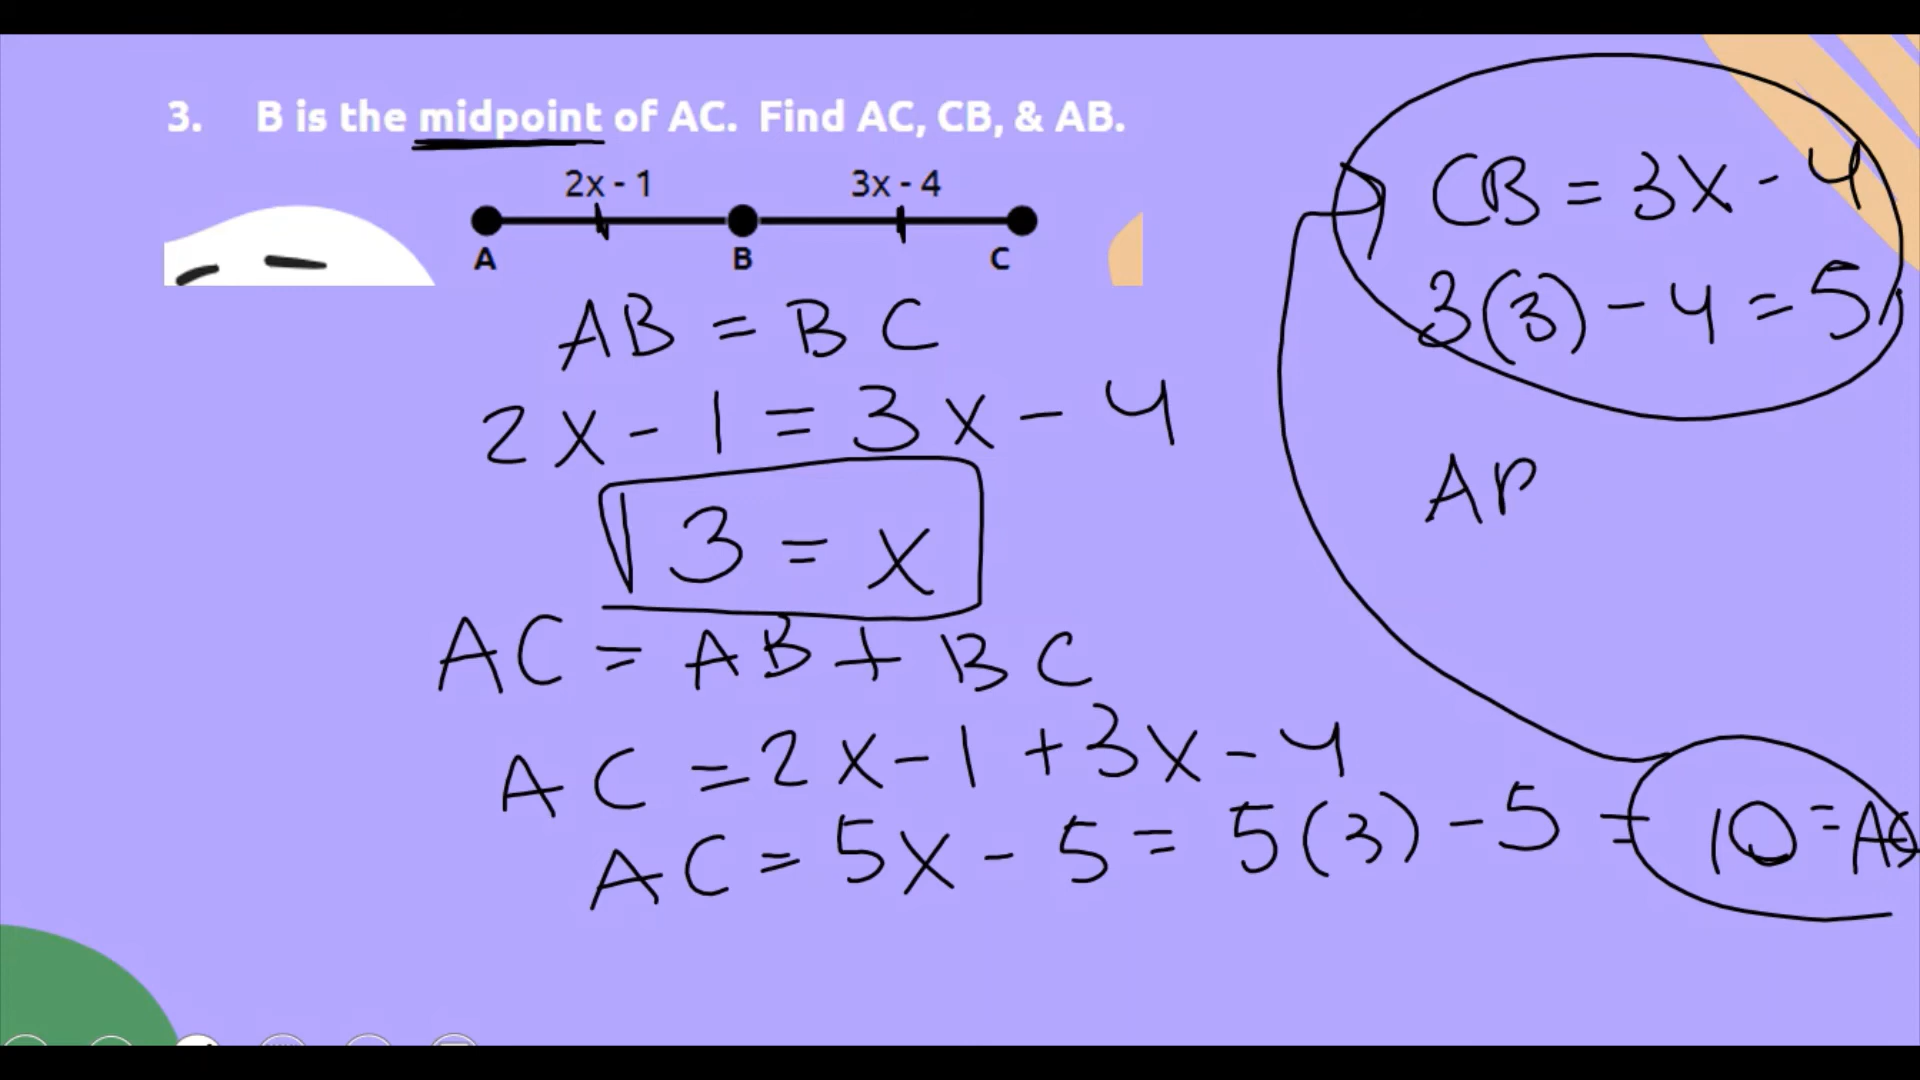 3. B is the midpoint of AC. Find AC, CB, & AB.
2x - 1 3x - 4
A B C
AB = BC
2x - 1 = 3x - 4
3 = x
AC = AB + BC
AC = 2x - 1 + 3x - 4
AC = 5x - 5 = 5(3) - 5 = 10 = AC
CB = 3x - 4
3(3) - 4 = 5